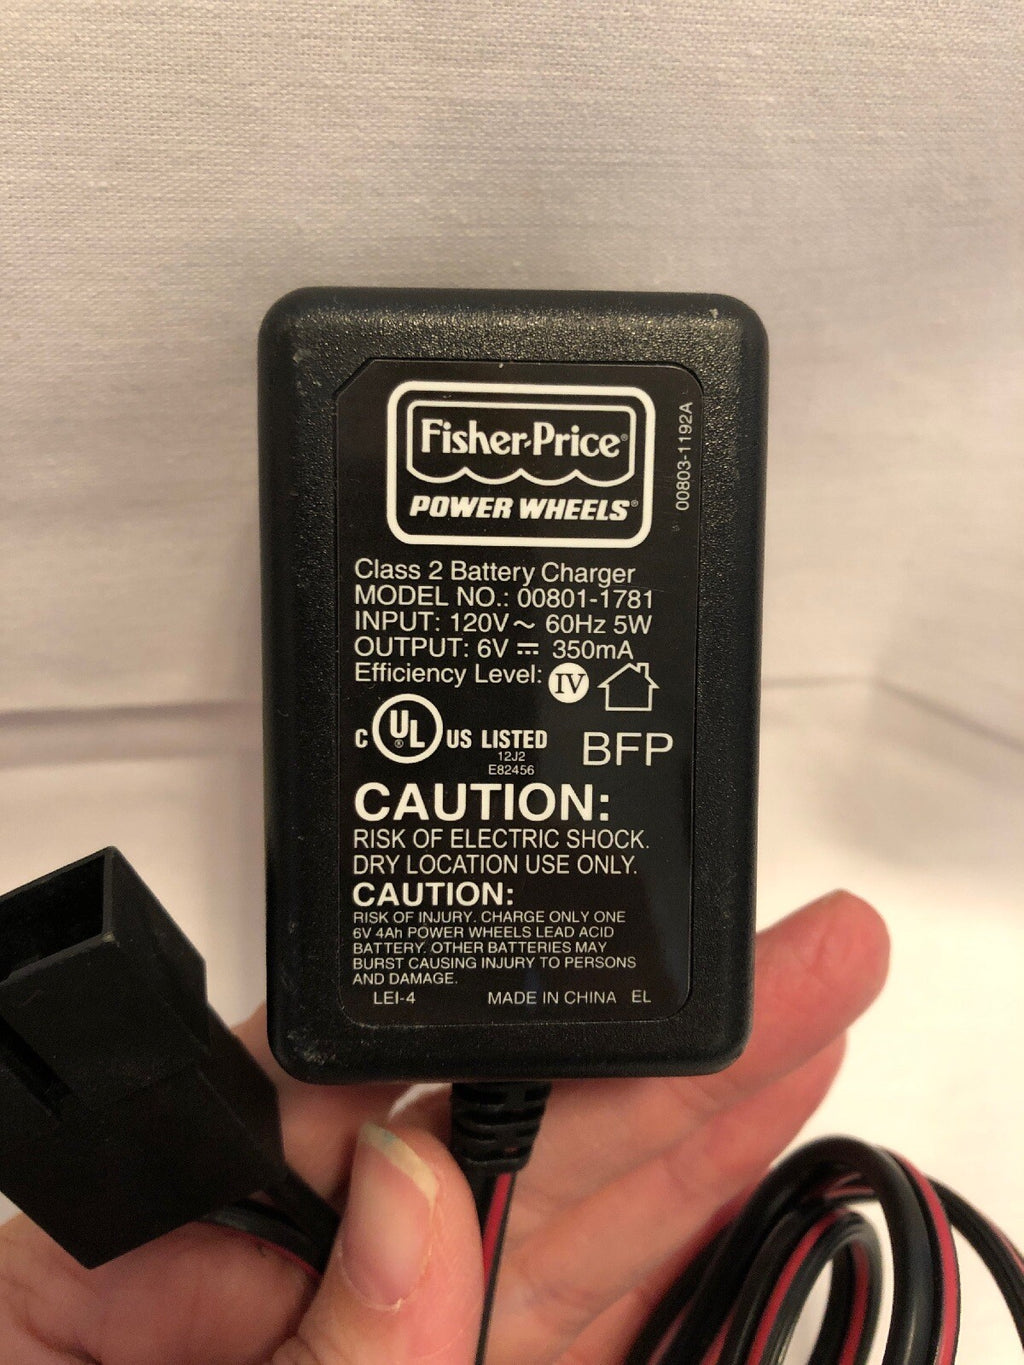 Fisher-Price®
POWER WHEELS®
00803-1192A
Class 2 Battery Charger
MODEL NO.: 00801-1781
INPUT: 120V ~ 60Hz 5W
OUTPUT: 6V ⎓ 350mA
Efficiency Level: IV
C UL® US LISTED
12J2
E82456
BFP
CAUTION:
RISK OF ELECTRIC SHOCK.
DRY LOCATION USE ONLY.
CAUTION:
RISK OF INJURY. CHARGE ONLY ONE
6V 4Ah POWER WHEELS LEAD ACID
BATTERY. OTHER BATTERIES MAY
BURST CAUSING INJURY TO PERSONS
AND DAMAGE.
LEI-4 MADE IN CHINA EL